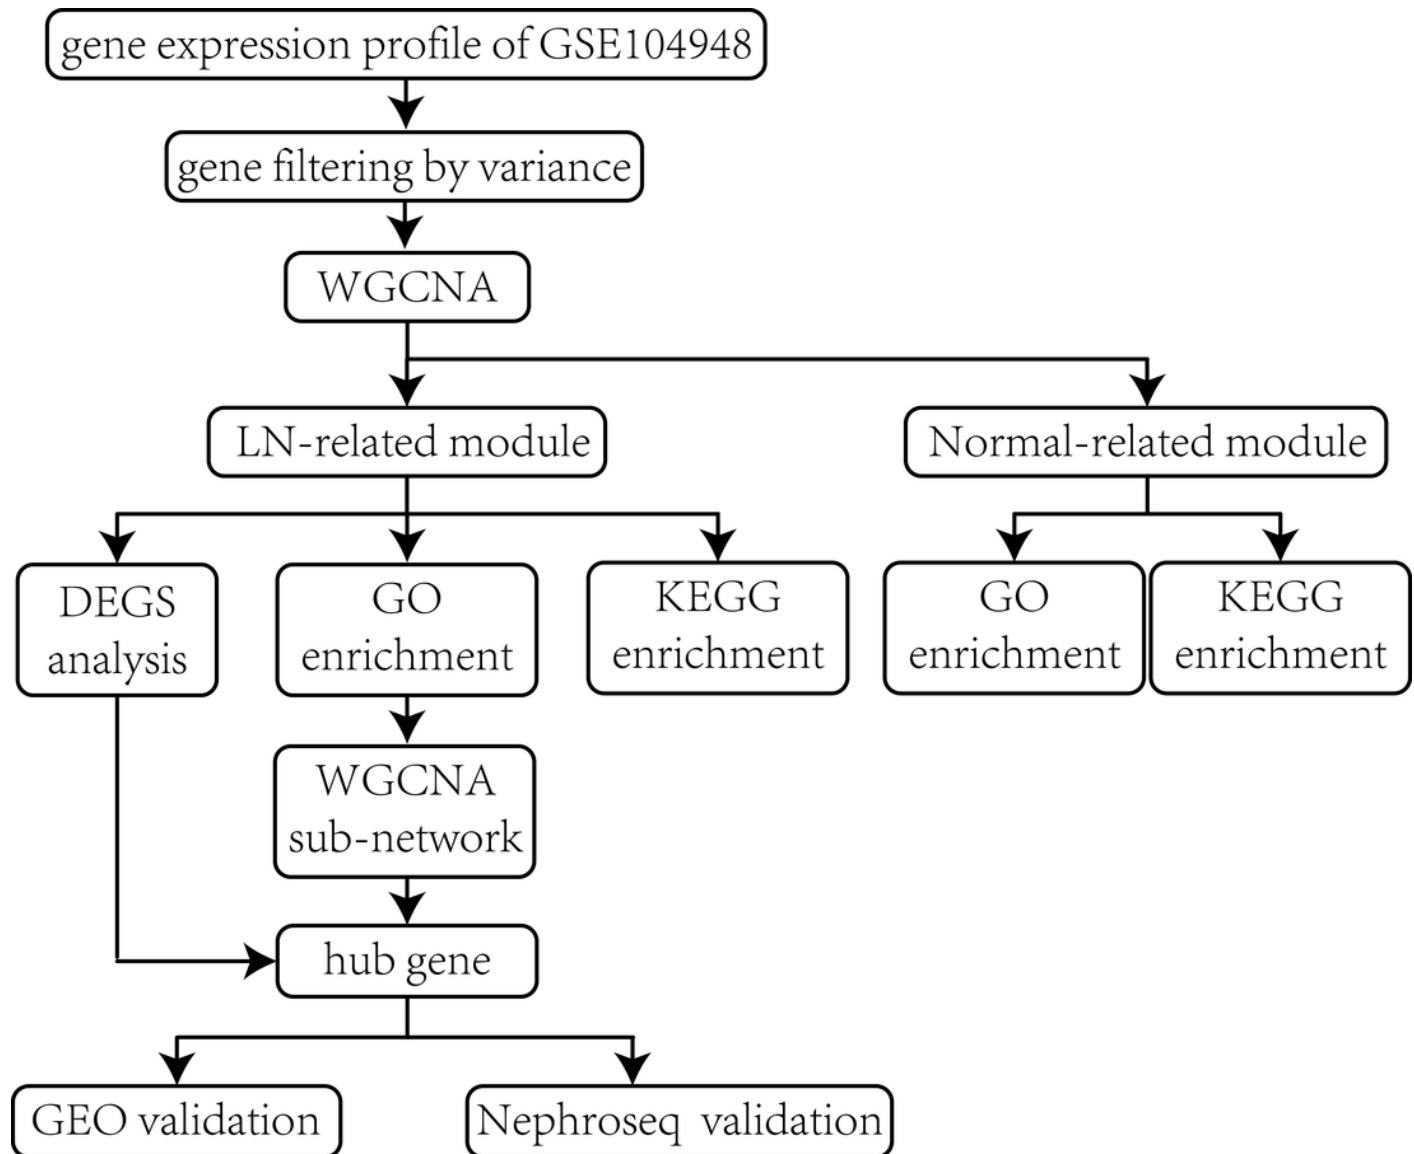 gene expression profile of GSE104948
gene filtering by variance
WGCNA
LN-related module
Normal-related module
DEGS
analysis
GO
enrichment
KEGG
enrichment
GO
enrichment
KEGG
enrichment
WGCNA
sub-network
hub gene
GEO validation
Nephroseq validation